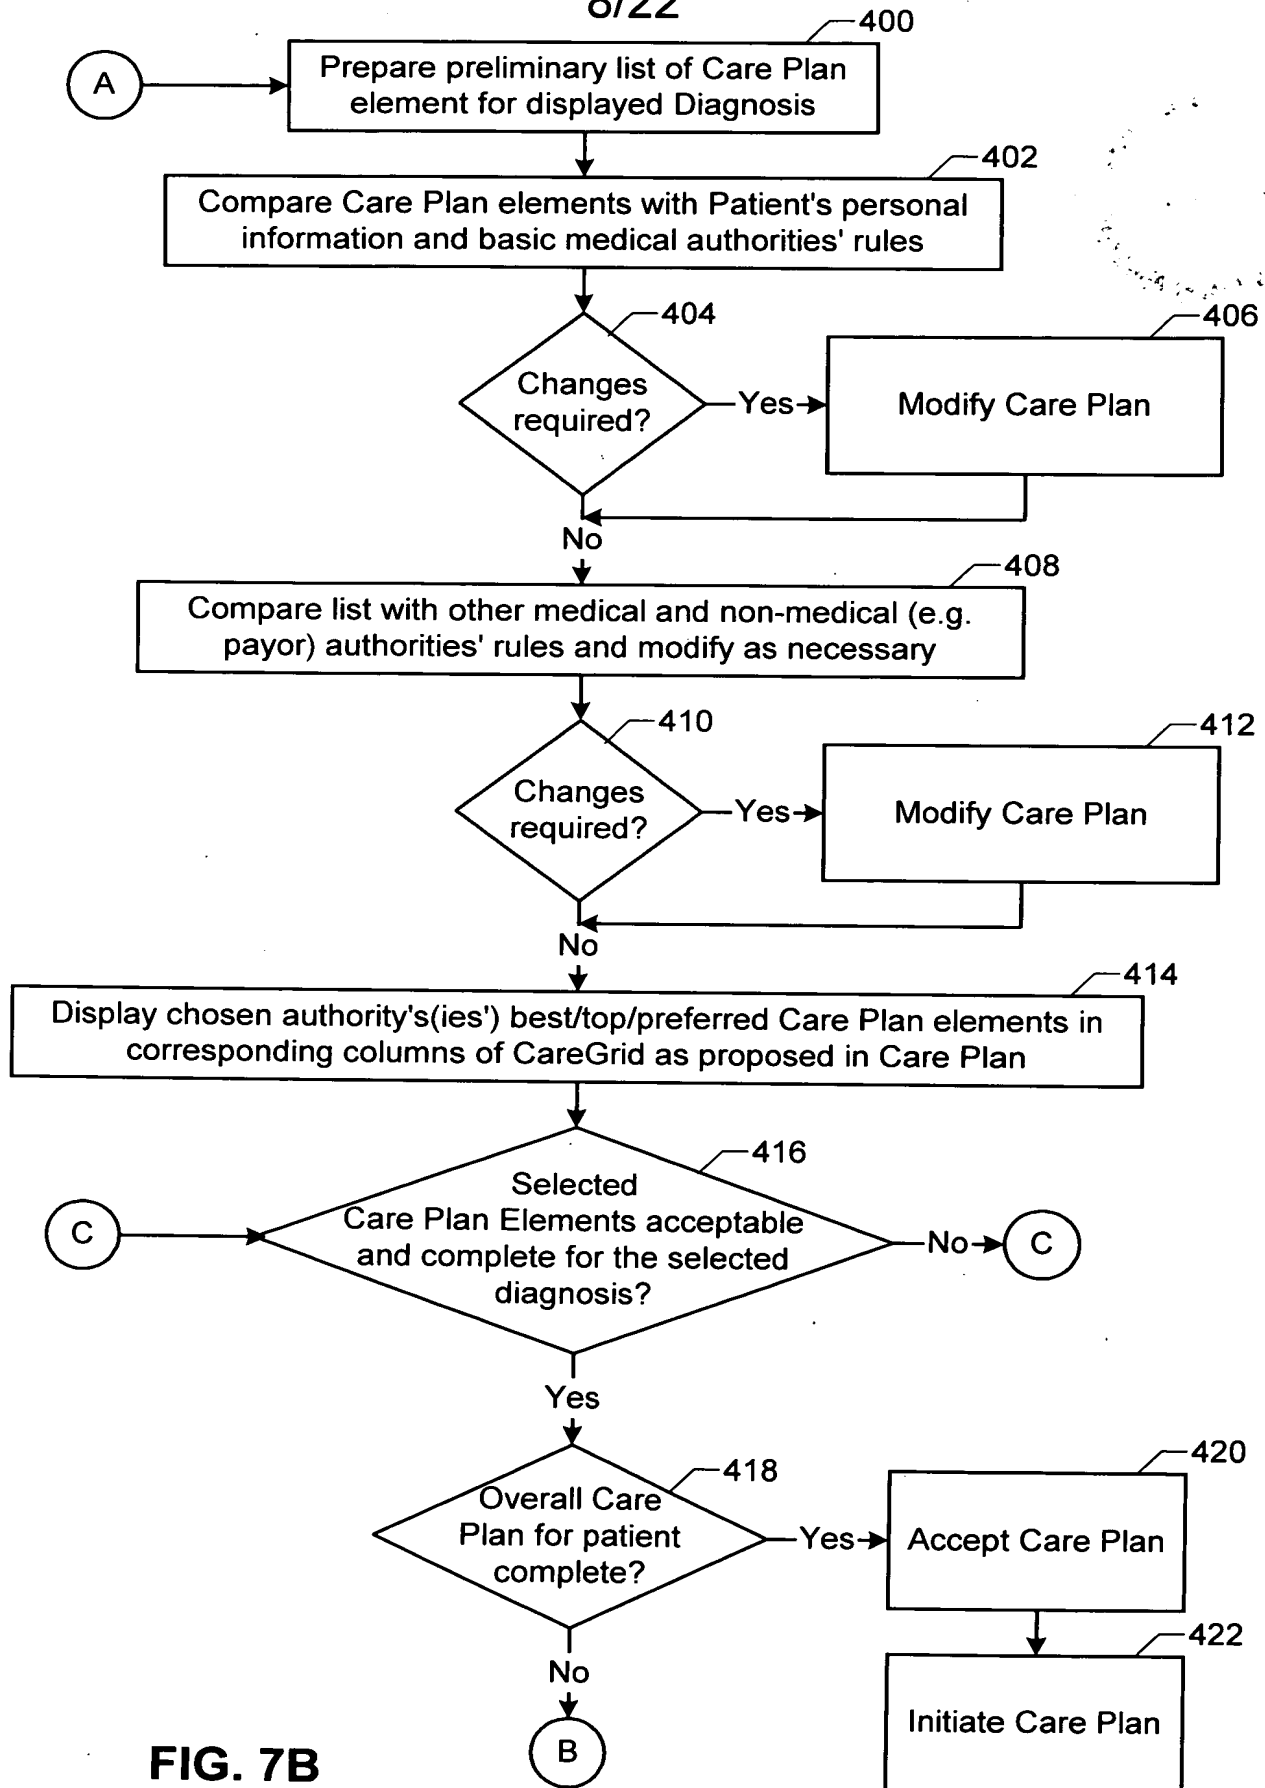 8/22
400
A
Prepare preliminary list of Care Plan
element for displayed Diagnosis
402
Compare Care Plan elements with Patient's personal
information and basic medical authorities' rules
404
406
Changes
required?
Yes
Modify Care Plan
No
408
Compare list with other medical and non-medical (e.g.
payor) authorities' rules and modify as necessary
410
412
Changes
required?
Yes
Modify Care Plan
No
414
Display chosen authority's(ies') best/top/preferred Care Plan elements in
corresponding columns of CareGrid as proposed in Care Plan
416
C
Selected
Care Plan Elements acceptable
and complete for the selected
diagnosis?
No
C
Yes
418
420
Overall Care
Plan for patient
complete?
Yes
Accept Care Plan
422
No
Initiate Care Plan
B
FIG. 7B